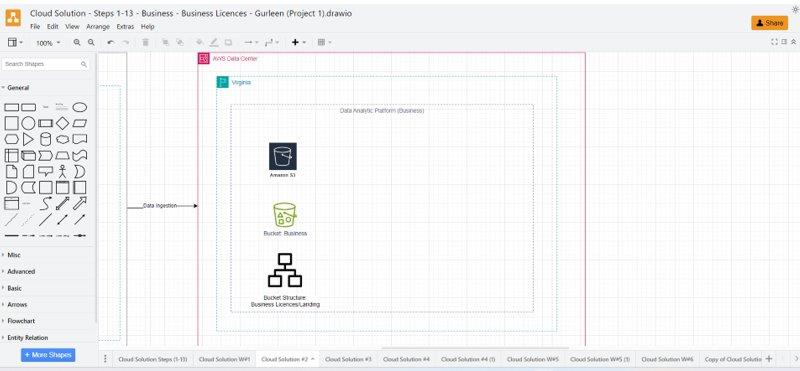 Cloud Solution - Steps 1-13 - Business - Business Licences - Gurleen (Project 1).drawio
File Edit View Arrange Extras Help
Share
100%
Search Shapes
General
Misc
Advanced
Basic
Arrows
Flowchart
Entity Relation
+ More Shapes
AWS Data Center
Virginia
Data Analytic Platform (Business)
Amazon S3
Data Ingestion
Bucket: Business
Bucket Structure:
Business Licences/Landing
Cloud Solution Steps (1-13)
Cloud Solution W#1
Cloud Solution #2
Cloud Solution #3
Cloud Solution #4
Cloud Solution #4 (1)
Cloud Solution W#5
Cloud Solution W#5 (1)
Cloud Solution W#6
Copy of Cloud Solutio